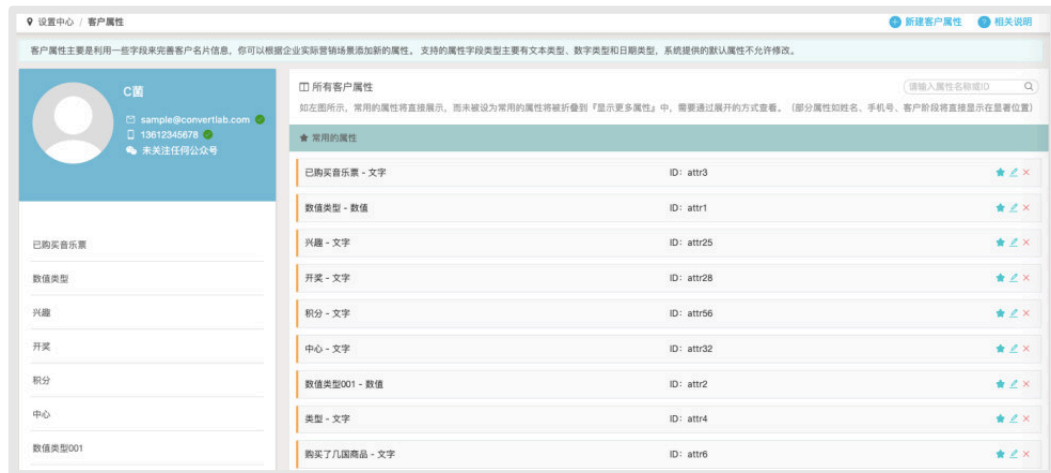 设置中心 / 客户属性
新建客户属性 相关说明
客户属性主要是利用一些字段来完善客户名片信息，你可以根据企业实际营销场景添加新的属性。 支持的属性字段类型主要有文本类型、数字类型和日期类型，系统提供的默认属性不允许修改。
C菌
sample@convertlab.com
13612345678
未关注任何公众号
已购买音乐票
数值类型
兴趣
开奖
积分
中心
数值类型001
所有客户属性
请输入属性名称或ID
如左图所示，常用的属性将直接展示，而未被设为常用的属性将被折叠到『显示更多属性』中，需要通过展开的方式查看。（部分属性如姓名、手机号、客户阶段将直接显示在显著位置）
常用的属性
已购买音乐票 - 文字 ID：attr3
数值类型 - 数值 ID：attr1
兴趣 - 文字 ID：attr25
开奖 - 文字 ID：attr28
积分 - 文字 ID：attr56
中心 - 文字 ID：attr32
数值类型001 - 数值 ID：attr2
类型 - 文字 ID：attr4
购买了几国商品 - 文字 ID：attr6